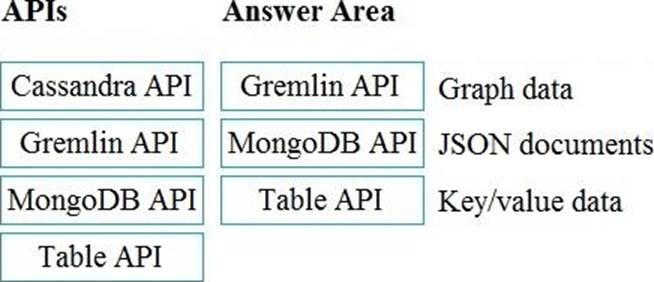 APIs Answer Area
Cassandra API Gremlin API Graph data
Gremlin API MongoDB API JSON documents
MongoDB API Table API Key/value data
Table API